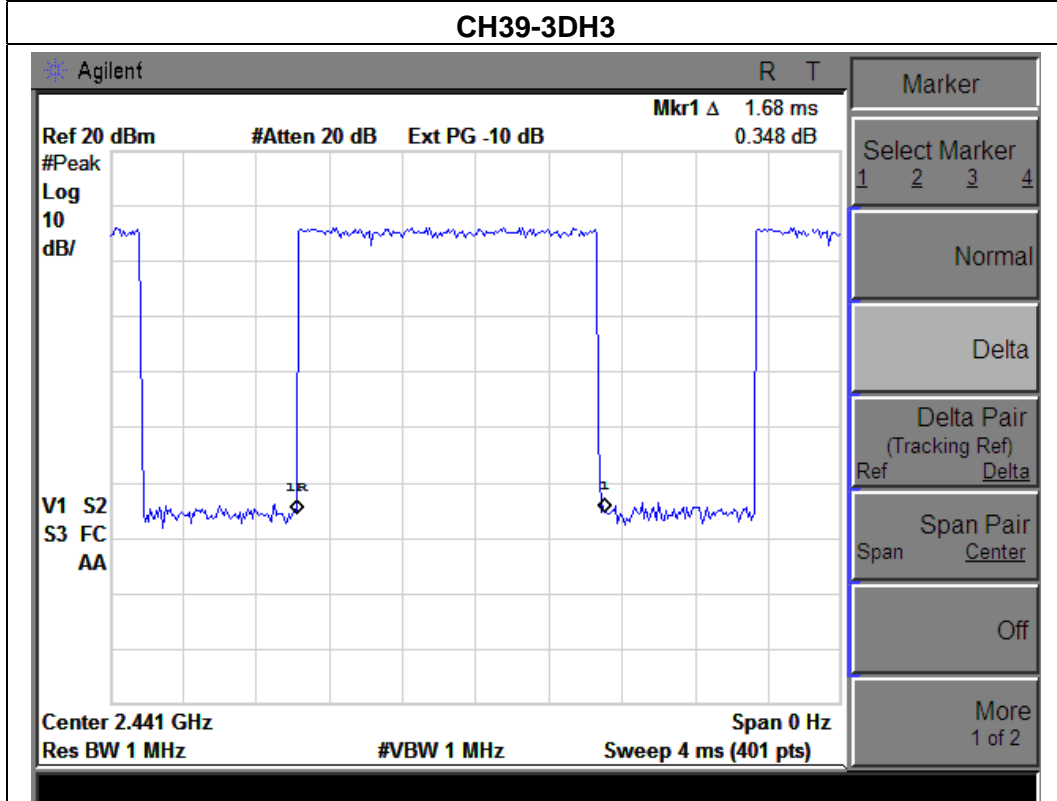 CH39-3DH3
Agilent R T
Mkr1 Δ 1.68 ms
Ref 20 dBm #Atten 20 dB Ext PG -10 dB 0.348 dB
#Peak
Log
10
dB/
1R
1
V1 S2
S3 FC
AA
Center 2.441 GHz Span 0 Hz
Res BW 1 MHz #VBW 1 MHz Sweep 4 ms (401 pts)
Marker
Select Marker
1 2 3 4
Normal
Delta
Delta Pair
(Tracking Ref)
Ref Delta
Span Pair
Span Center
Off
More
1 of 2